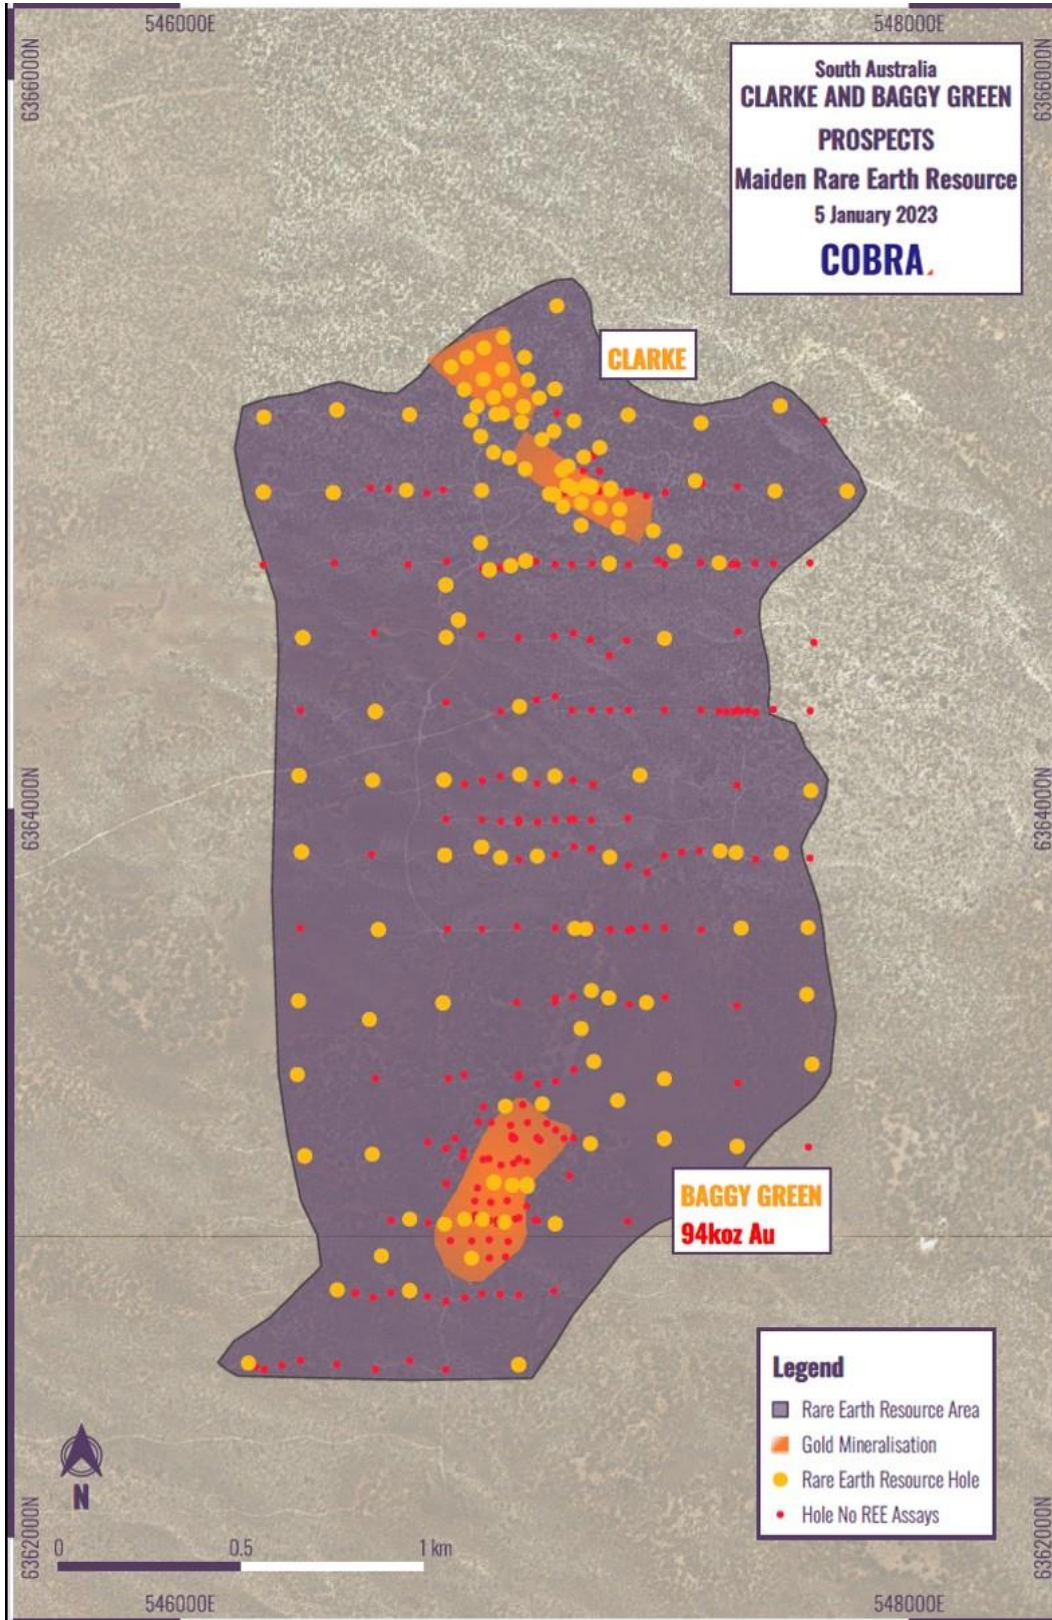 546000E
548000E
6366000N
6366000N
South Australia
CLARKE AND BAGGY GREEN
PROSPECTS
Maiden Rare Earth Resource
5 January 2023
COBRA
CLARKE
6364000N
6364000N
BAGGY GREEN
94koz Au
Legend
Rare Earth Resource Area
Gold Mineralisation
Rare Earth Resource Hole
Hole No REE Assays
N
0
0.5
1 km
6362000N
6362000N
546000E
548000E